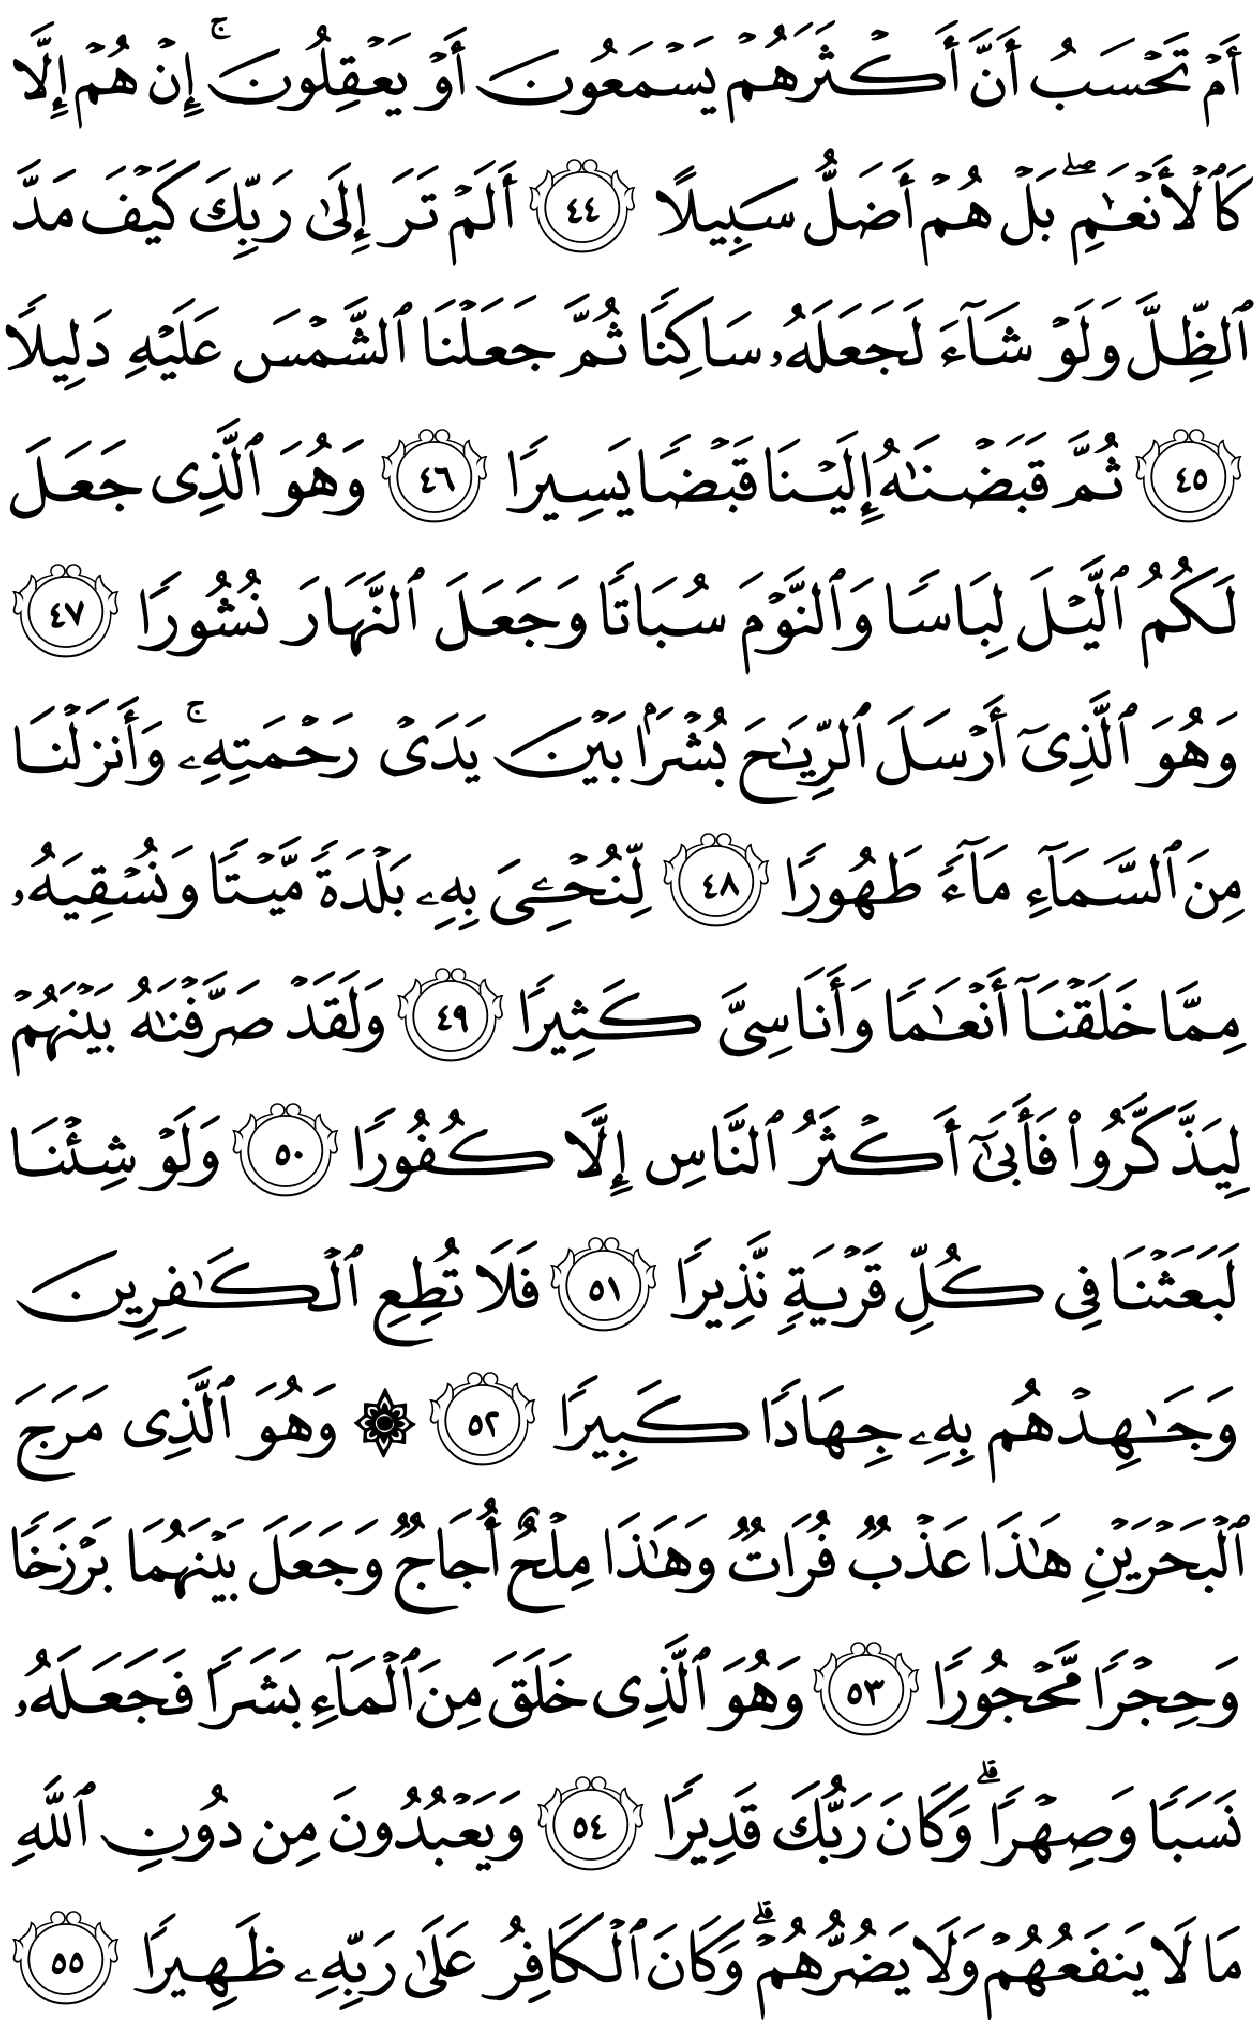 أَمۡ تَحۡسَبُ أَنَّ أَكۡثَرَهُمۡ يَسۡمَعُونَ أَوۡ يَعۡقِلُونَۚ إِنۡ هُمۡ إِلَّا
كَٱلۡأَنۡعَٰمِۖ بَلۡ هُمۡ أَضَلُّ سَبِيلًا ٤٤ أَلَمۡ تَرَ إِلَىٰ رَبِّكَ كَيۡفَ مَدَّ
ٱلظِّلَّ وَلَوۡ شَآءَ لَجَعَلَهُۥ سَاكِنٗا ثُمَّ جَعَلۡنَا ٱلشَّمۡسَ عَلَيۡهِ دَلِيلٗا
٤٥ ثُمَّ قَبَضۡنَٰهُ إِلَيۡنَا قَبۡضٗا يَسِيرٗا ٤٦ وَهُوَ ٱلَّذِي جَعَلَ
لَكُمُ ٱلَّيۡلَ لِبَاسٗا وَٱلنَّوۡمَ سُبَاتٗا وَجَعَلَ ٱلنَّهَارَ نُشُورٗا ٤٧
وَهُوَ ٱلَّذِيٓ أَرۡسَلَ ٱلرِّيَٰحَ بُشۡرَۢا بَيۡنَ يَدَيۡ رَحۡمَتِهِۦۚ وَأَنزَلۡنَا
مِنَ ٱلسَّمَآءِ مَآءٗ طَهُورٗا ٤٨ لِّنُحۡـِۧيَ بِهِۦ بَلۡدَةٗ مَّيۡتٗا وَنُسۡقِيَهُۥ
مِمَّا خَلَقۡنَآ أَنۡعَٰمٗا وَأَنَاسِيَّ كَثِيرٗا ٤٩ وَلَقَدۡ صَرَّفۡنَٰهُ بَيۡنَهُمۡ
لِيَذَّكَّرُواْ فَأَبَىٰٓ أَكۡثَرُ ٱلنَّاسِ إِلَّا كُفُورٗا ٥٠ وَلَوۡ شِئۡنَا
لَبَعَثۡنَا فِي كُلِّ قَرۡيَةٖ نَّذِيرٗا ٥١ فَلَا تُطِعِ ٱلۡكَٰفِرِينَ
وَجَٰهِدۡهُم بِهِۦ جِهَادٗا كَبِيرٗا ٥٢ ۞ وَهُوَ ٱلَّذِي مَرَجَ
ٱلۡبَحۡرَيۡنِ هَٰذَا عَذۡبٞ فُرَاتٞ وَهَٰذَا مِلۡحٌ أُجَاجٞ وَجَعَلَ بَيۡنَهُمَا بَرۡزَخٗا
وَحِجۡرٗا مَّحۡجُورٗا ٥٣ وَهُوَ ٱلَّذِي خَلَقَ مِنَ ٱلۡمَآءِ بَشَرٗا فَجَعَلَهُۥ
نَسَبٗا وَصِهۡرٗاۗ وَكَانَ رَبُّكَ قَدِيرٗا ٥٤ وَيَعۡبُدُونَ مِن دُونِ ٱللَّهِ
مَا لَا يَنفَعُهُمۡ وَلَا يَضُرُّهُمۡۗ وَكَانَ ٱلۡكَافِرُ عَلَىٰ رَبِّهِۦ ظَهِيرٗا ٥٥